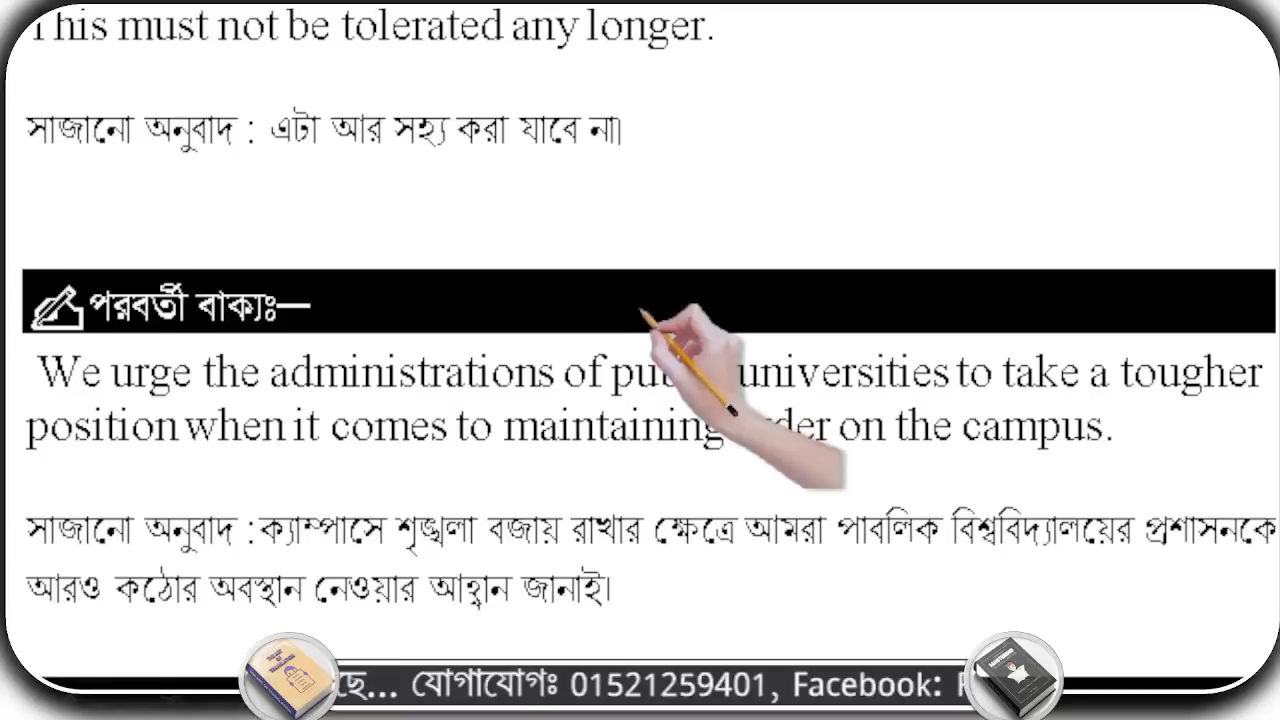 This must not be tolerated any longer.
সাজানো অনুবাদ : এটা আর সহ্য করা যাবে না।
পরবর্তী বাক্যঃ—
We urge the administrations of universities to take a tougher
position when it comes to maintaining on the campus.
সাজানো অনুবাদ :ক্যাম্পাসে শৃঙ্খলা বজায় রাখার ক্ষেত্রে আমরা পাবলিক বিশ্ববিদ্যালয়ের প্রশাসনকে
আরও কঠোর অবস্থান নেওয়ার আহ্বান জানাই।
ছে... যোগাযোগঃ 01521259401, Facebook: